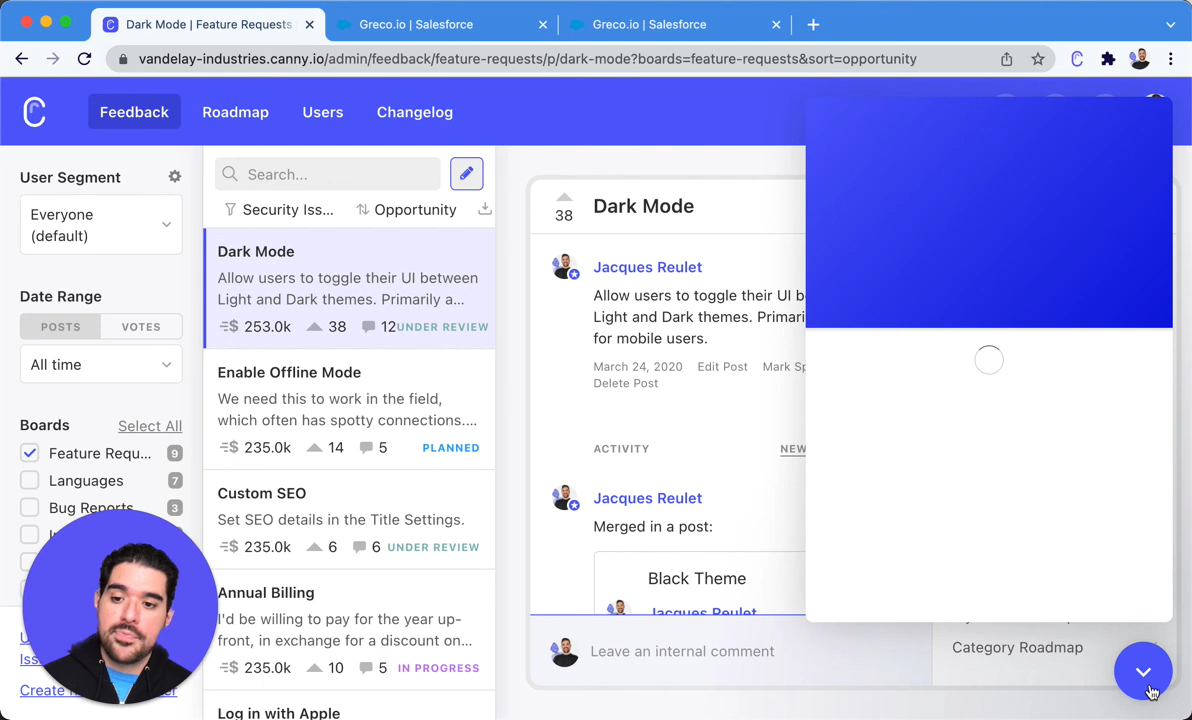 Dark Mode | Feature Requests
Greco.io | Salesforce
Greco.io | Salesforce
vandelay-industries.canny.io/admin/feedback/feature-requests/p/dark-mode?boards=feature-requests&sort=opportunity
Feedback
Roadmap
Users
Changelog
User Segment
Everyone
(default)
Date Range
POSTS
VOTES
All time
Boards
Select All
Feature Requ...
9
Languages
7
Bug Reports
3
Create
Search...
Security Iss...
Opportunity
Dark Mode
Allow users to toggle their UI between
Light and Dark themes. Primarily a...
$ 253.0k
38
12
UNDER REVIEW
Enable Offline Mode
We need this to work in the field,
which often has spotty connections....
$ 235.0k
14
5
PLANNED
Custom SEO
Set SEO details in the Title Settings.
$ 235.0k
6
6
UNDER REVIEW
Annual Billing
I'd be willing to pay for the year up-
front, in exchange for a discount on...
$ 235.0k
10
5
IN PROGRESS
Log in with Apple
38
Dark Mode
Jacques Reulet
Allow users to toggle their UI b
Light and Dark themes. Primari
for mobile users.
March 24, 2020
Edit Post
Mark Sp
Delete Post
ACTIVITY
NEW
Jacques Reulet
Merged in a post:
Black Theme
Jacques Reulet
Leave an internal comment
Category Roadmap